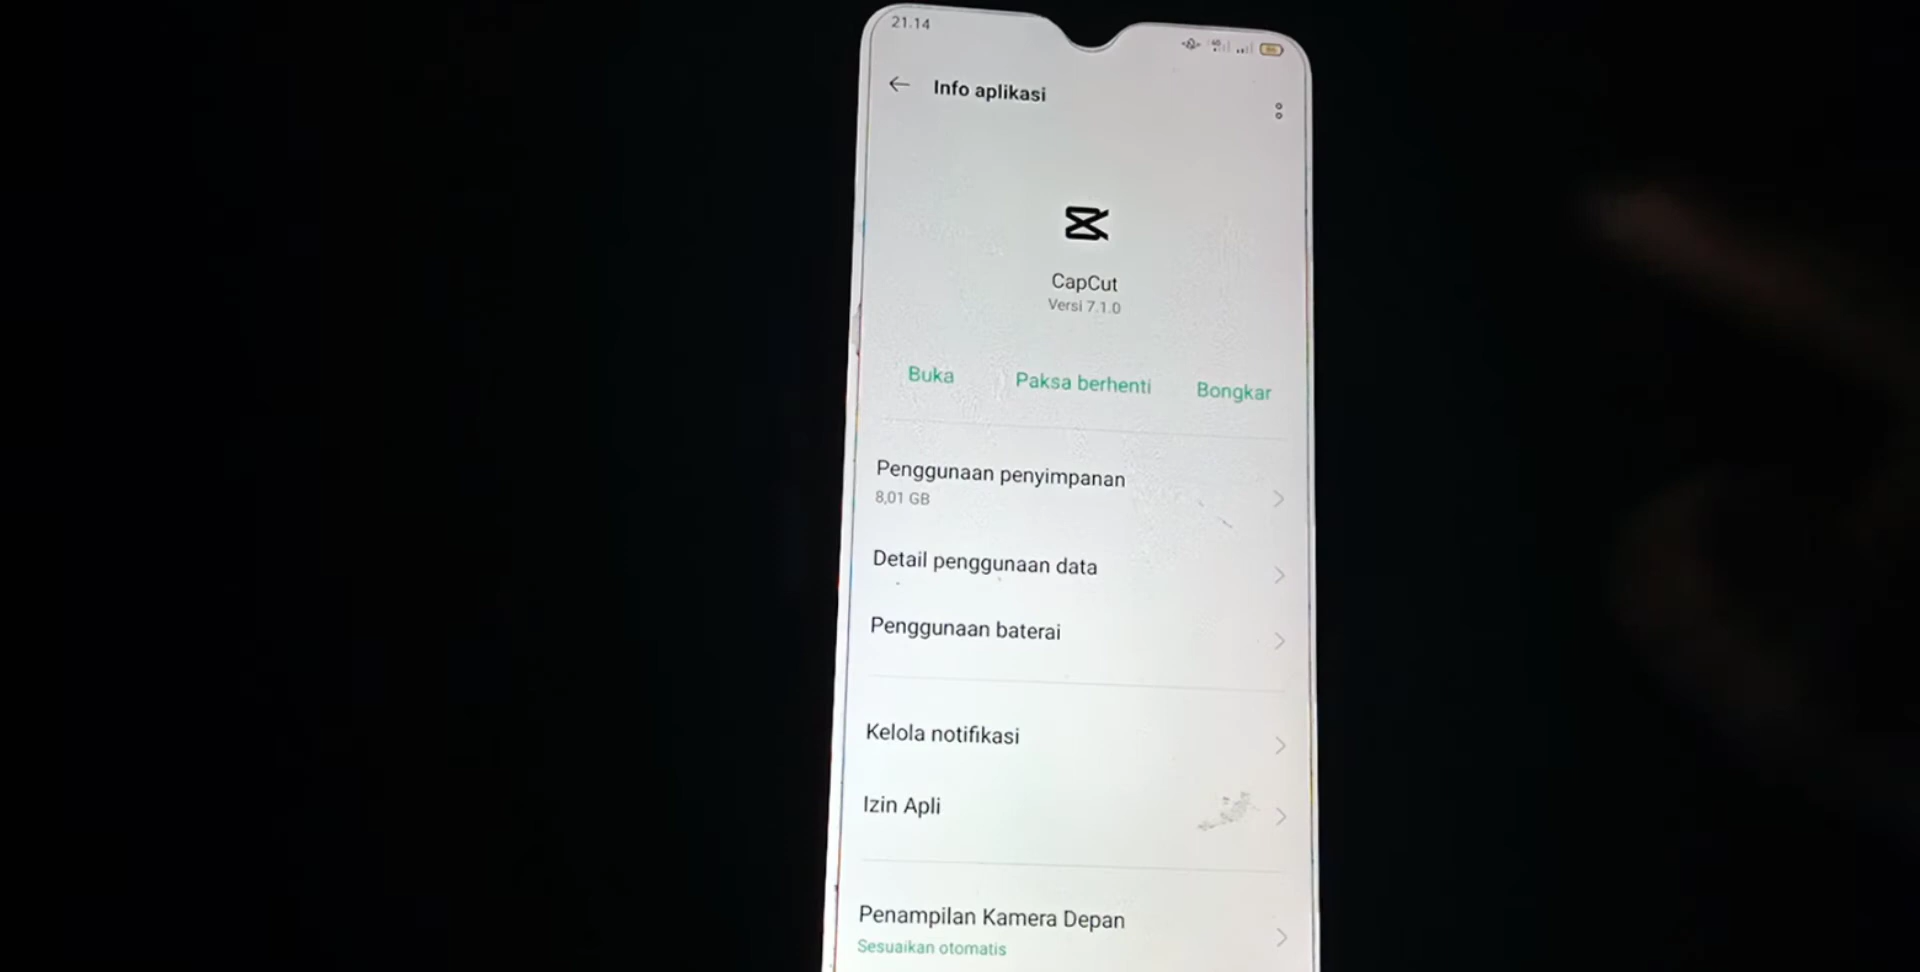 21.14
Info aplikasi
CapCut
Versi 7.1.0
Buka
Paksa berhenti
Bongkar
Penggunaan penyimpanan
8,01 GB
Detail penggunaan data
Penggunaan baterai
Kelola notifikasi
Izin Apli
Penampilan Kamera Depan
Sesuaikan otomatis